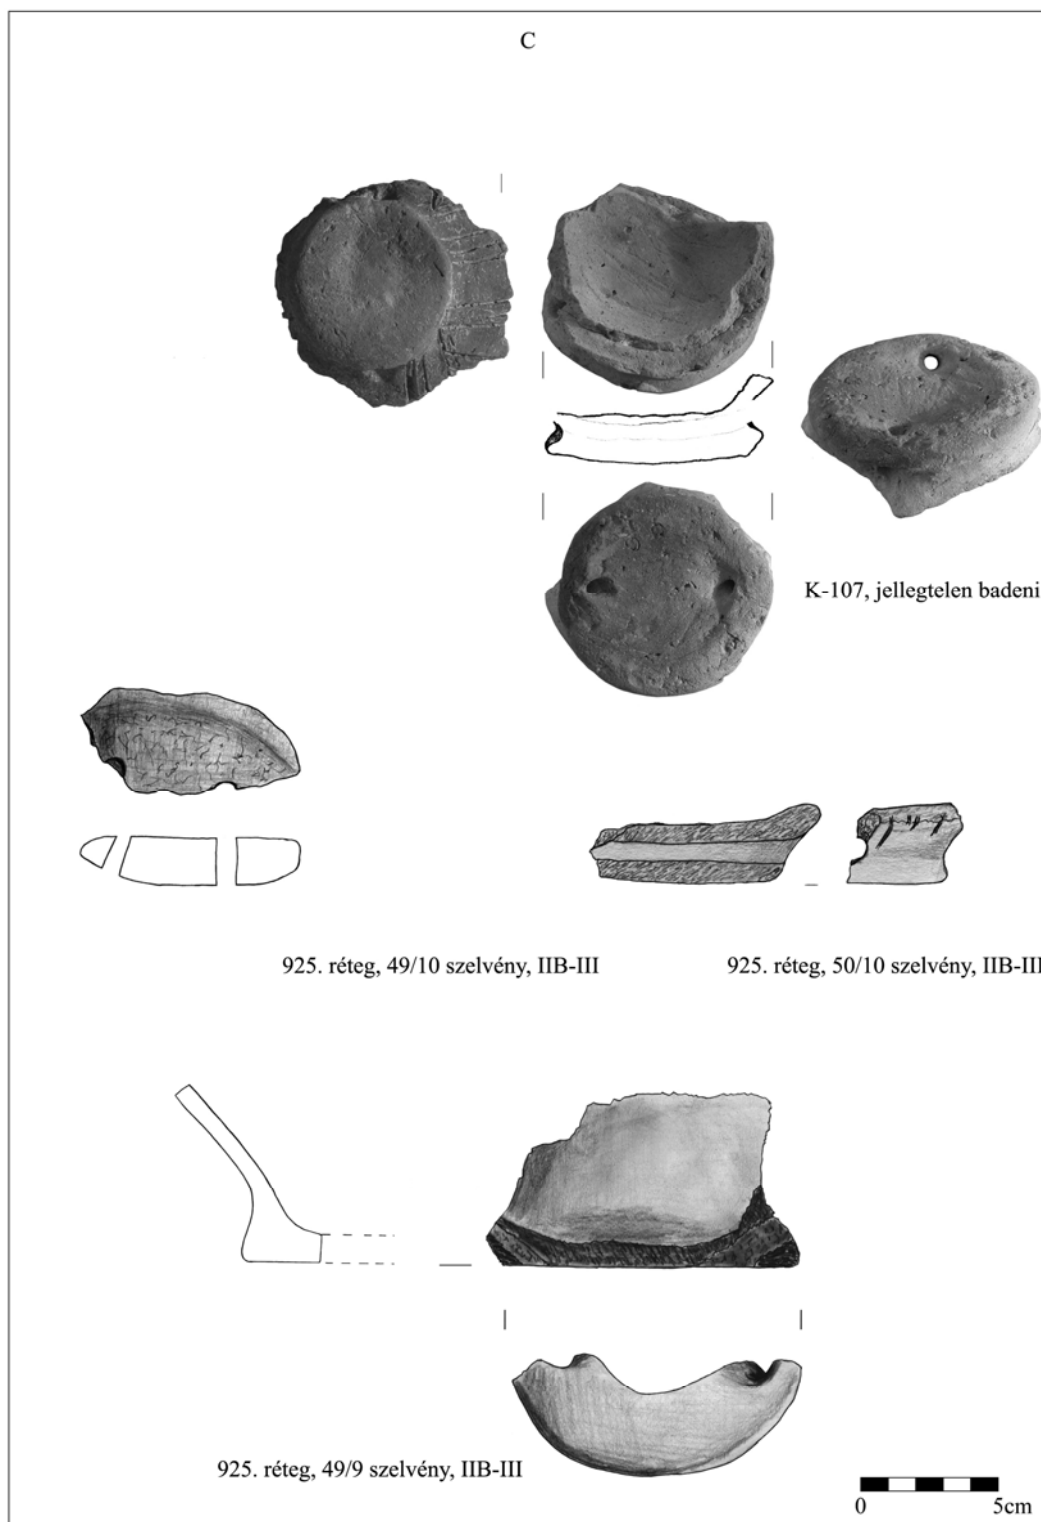 C
K-107, jellegtelen badeni
925. réteg, 49/10 szelvény, IIB-III
925. réteg, 50/10 szelvény, IIB-III
925. réteg, 49/9 szelvény, IIB-III
0 5cm